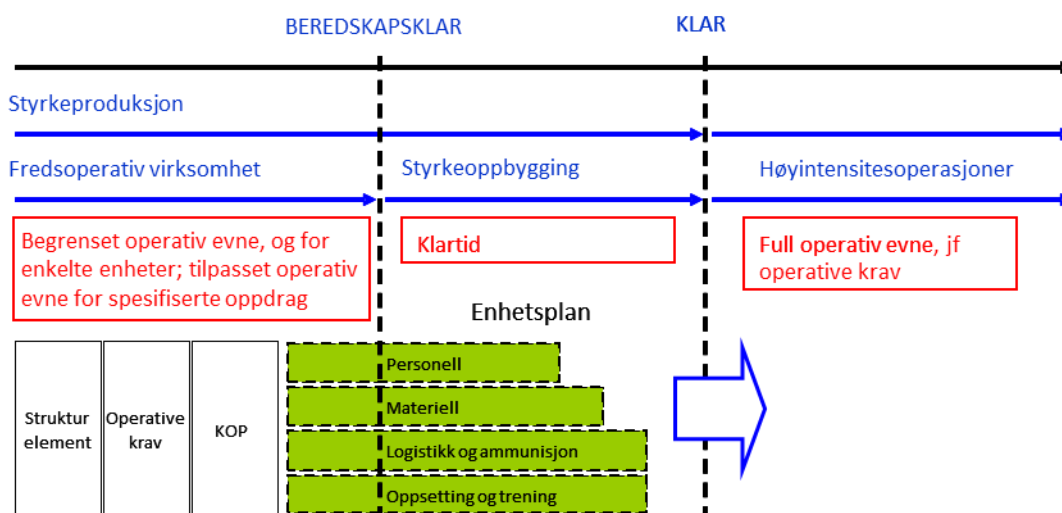 BEREDSKAPSKLAR
KLAR
Styrkeproduksjon
Fredsoperativ virksomhet
Styrkeoppbygging
Høyintensitesoperasjoner
Begrenset operativ evne, og for
enkelte enheter; tilpasset operativ
evne for spesifiserte oppdrag
Klartid
Full operativ evne, jf
operative krav
Enhetsplan
Struktur
element
Operative
krav
KOP
Personell
Materiell
Logistikk og ammunisjon
Oppsetting og trening